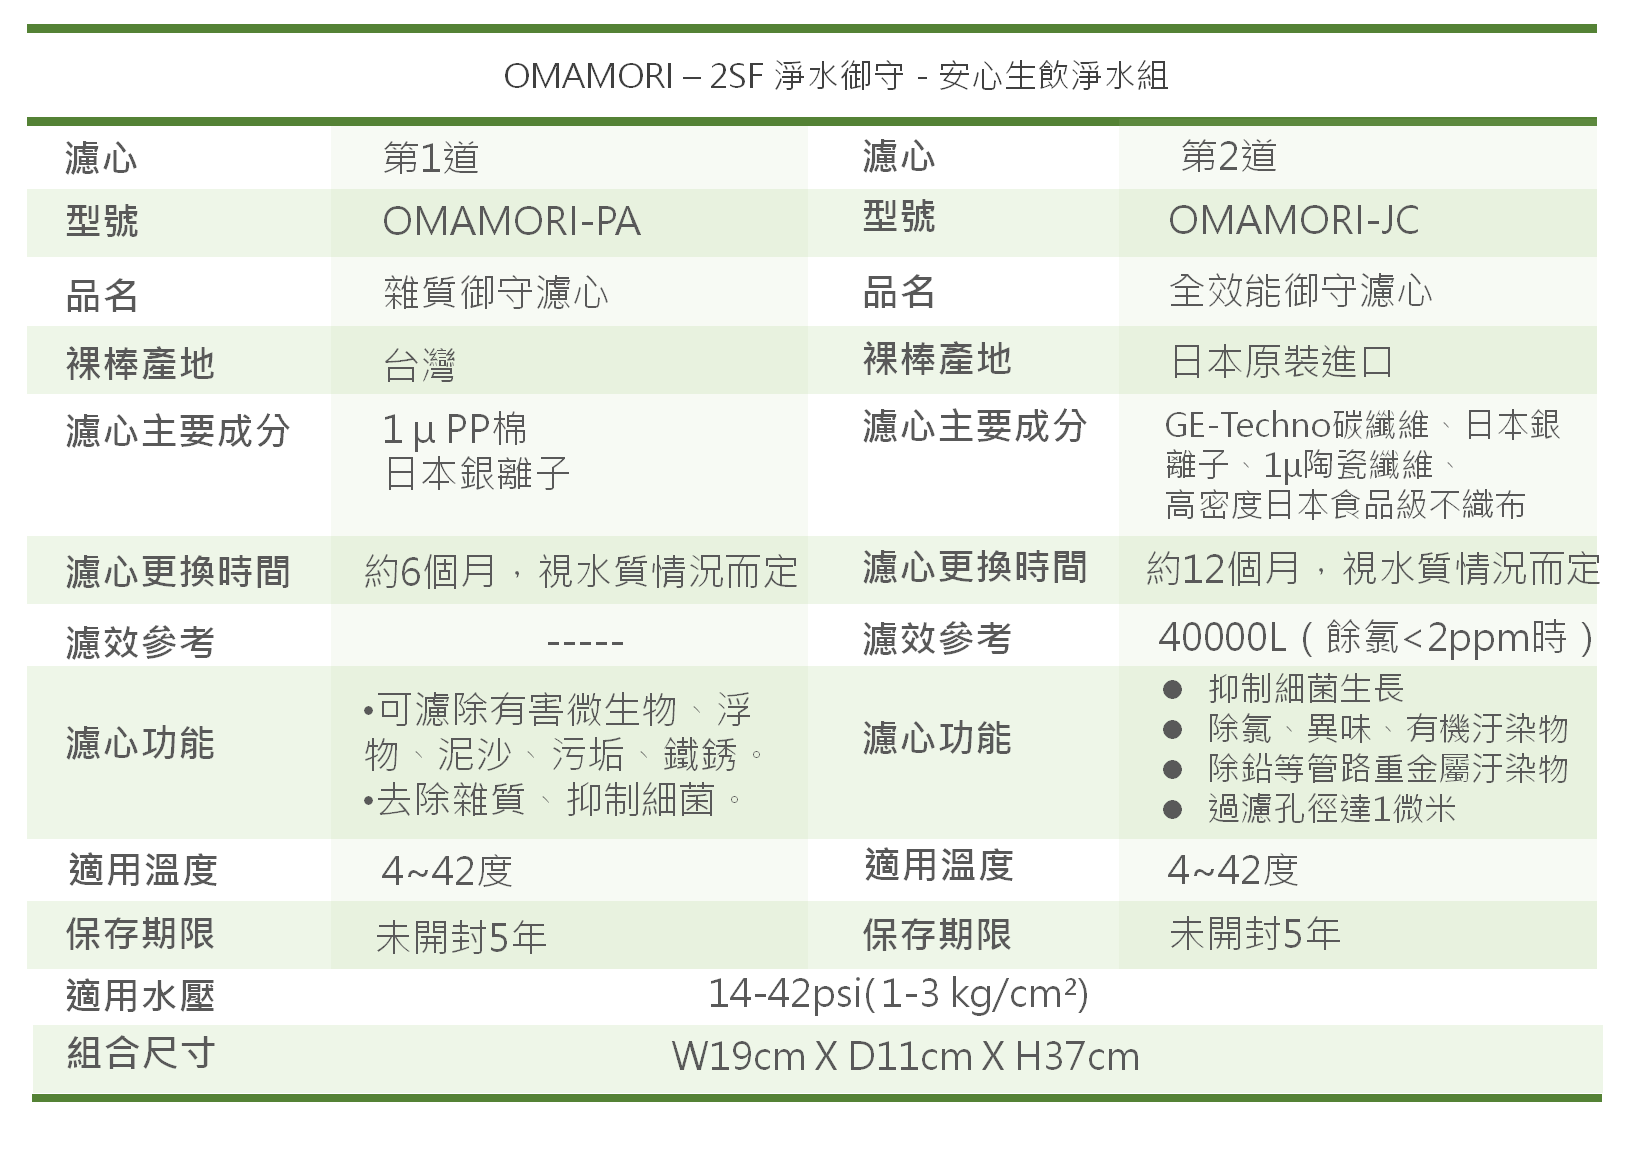 OMAMORI – 2SF 淨水御守 - 安心生飲淨水組
濾心 第1道 濾心 第2道
型號 OMAMORI-PA 型號 OMAMORI-JC
品名 雜質御守濾心 品名 全效能御守濾心
裸棒產地 台灣 裸棒產地 日本原裝進口
濾心主要成分
1 μ PP棉
日本銀離子
濾心主要成分
GE-Techno碳纖維、日本銀
離子、1μ陶瓷纖維、
高密度日本食品級不織布
濾心更換時間 約6個月，視水質情況而定 濾心更換時間 約12個月，視水質情況而定
濾效參考 ----- 濾效參考 40000L（餘氯<2ppm時）
濾心功能
•可濾除有害微生物、浮
物、泥沙、污垢、鐵銹。
•去除雜質、抑制細菌。
濾心功能
● 抑制細菌生長
● 除氯、異味、有機汙染物
● 除鉛等管路重金屬汙染物
● 過濾孔徑達1微米
適用溫度 4~42度 適用溫度 4~42度
保存期限 未開封5年 保存期限 未開封5年
適用水壓 14-42psi(1-3 kg/cm²)
組合尺寸 W19cm X D11cm X H37cm